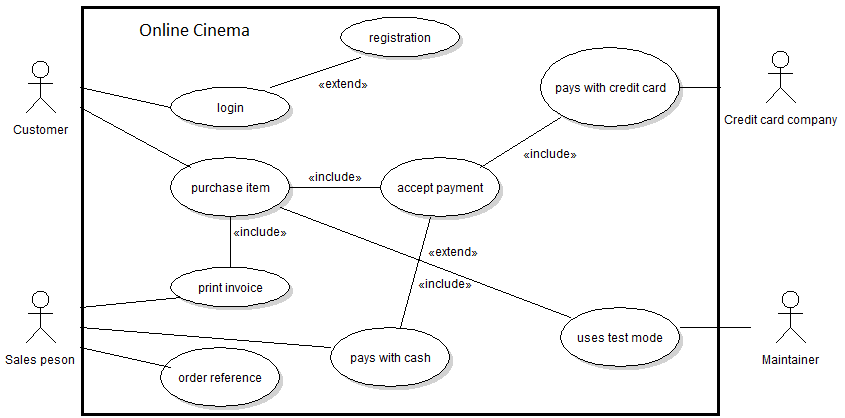 Online Cinema
registration
«extend»
login
pays with credit card
Customer
Credit card company
«include»
purchase item
«include»
accept payment
«include»
«extend»
print invoice
«include»
uses test mode
Sales peson
pays with cash
Maintainer
order reference